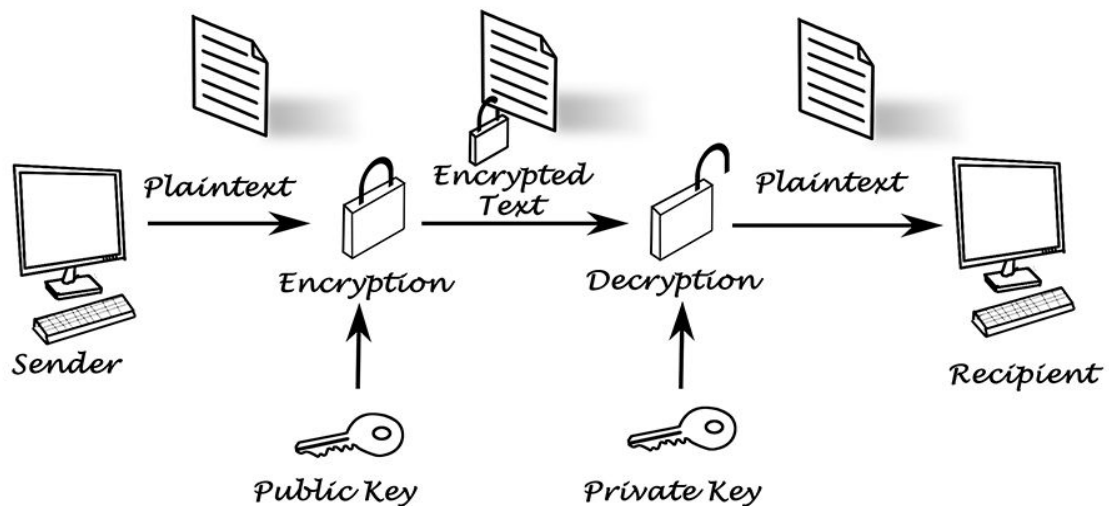 Plaintext
Encrypted
Text
Plaintext
Encryption
Decryption
Sender
Recipient
Public Key
Private Key